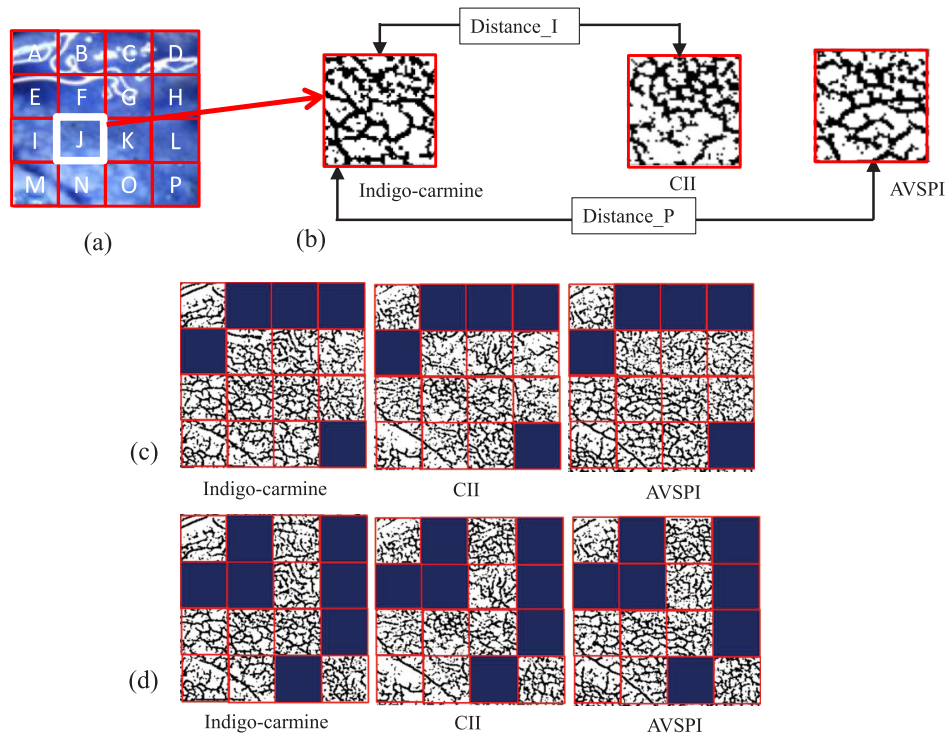 (b)
Distance_I
A B C D
E F G H
I J K L
M N O P
Indigo-carmine
CII
AVSPI
Distance_P
(a)
(c)
Indigo-carmine
CII
AVSPI
(d)
Indigo-carmine
CII
AVSPI